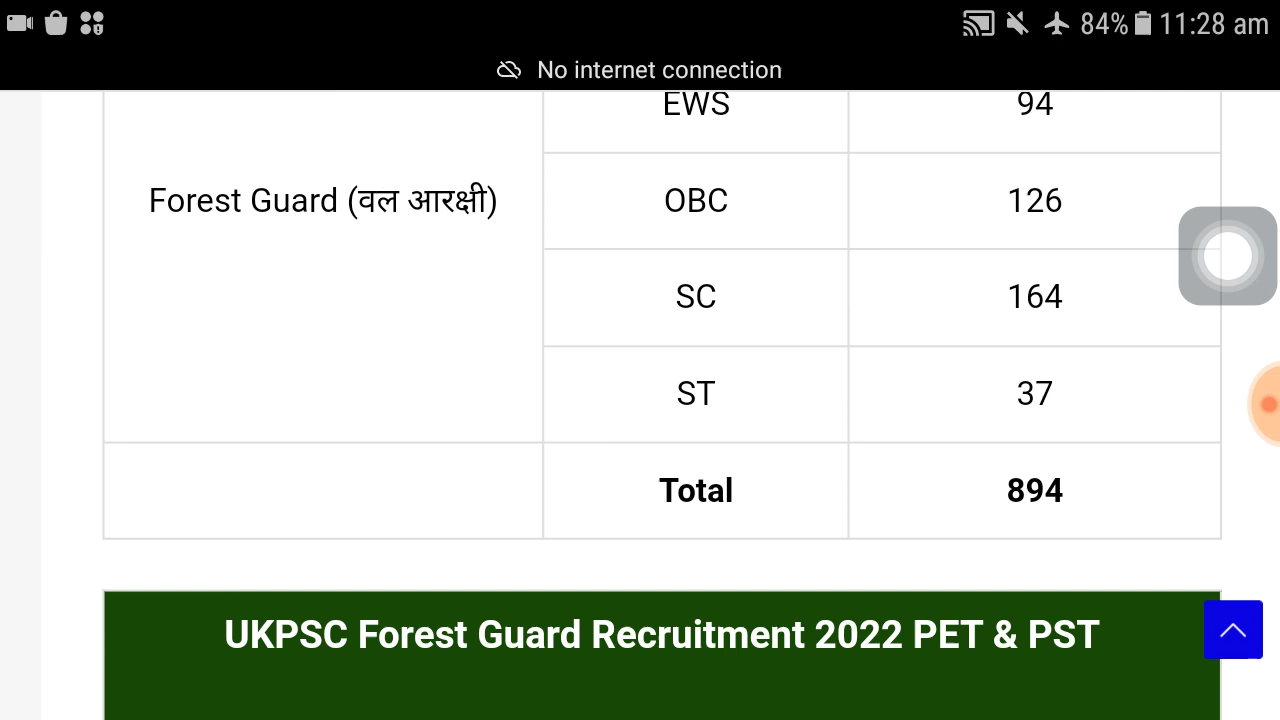 84% 11:28 am
No internet connection
EWS 94
Forest Guard (वल आरक्षी) OBC 126
SC 164
ST 37
Total 894
UKPSC Forest Guard Recruitment 2022 PET & PST